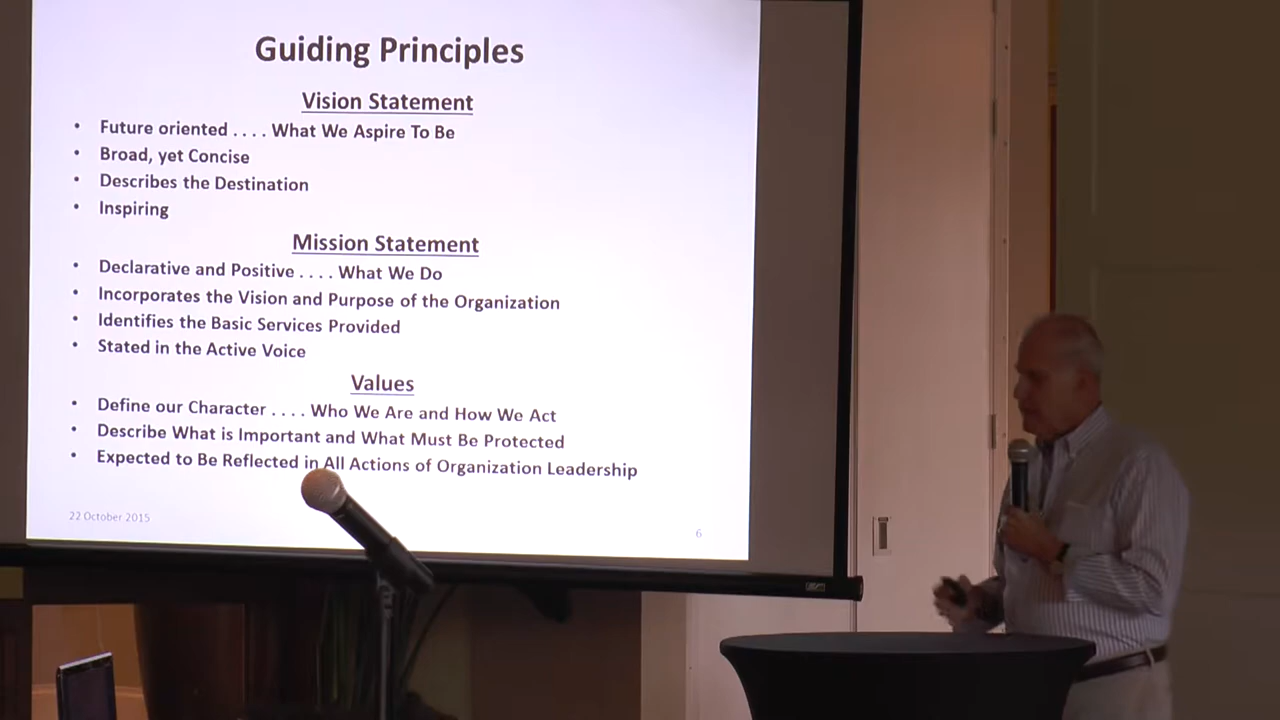 Guiding Principles
Vision Statement
• Future oriented . . . . What We Aspire To Be
• Broad, yet Concise
• Describes the Destination
• Inspiring
Mission Statement
• Declarative and Positive . . . . What We Do
• Incorporates the Vision and Purpose of the Organization
• Identifies the Basic Services Provided
• Stated in the Active Voice
Values
• Define our Character . . . . Who We Are and How We Act
• Describe What is Important and What Must Be Protected
• Expected to Be Reflected in All Actions of Organization Leadership
22 October 2015
6